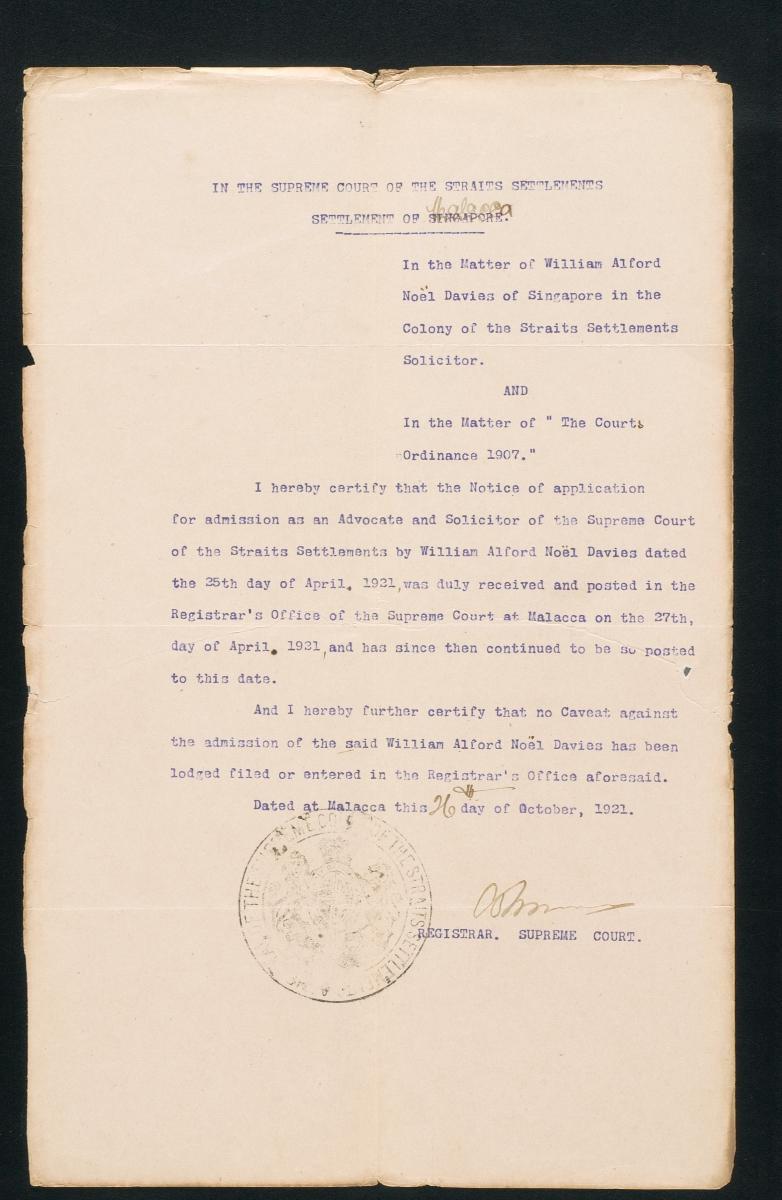 IN THE SUPREME COURT OF THE STRAITS SETTLEMENTS
Malacca
SETTLEMENT OF SINGAPORE.
In the Matter of William Alford
Noël Davies of Singapore in the
Colony of the Straits Settlements
Solicitor.
AND
In the Matter of " The Courts
Ordinance 1907."
I hereby certify that the Notice of application
for admission as an Advocate and Solicitor of the Supreme Court
of the Straits Settlements by William Alford Noël Davies dated
the 25th day of April, 1921, was duly received and posted in the
Registrar's Office of the Supreme Court at Malacca on the 27th,
day of April, 1921, and has since then continued to be so posted
to this date.
And I hereby further certify that no Caveat against
the admission of the said William Alford Noël Davies has been
lodged filed or entered in the Registrar's Office aforesaid.
Dated at Malacca this 26th day of October, 1921.
OF THE STRAITS SETTLEMENTS
REGISTRAR. SUPREME COURT.